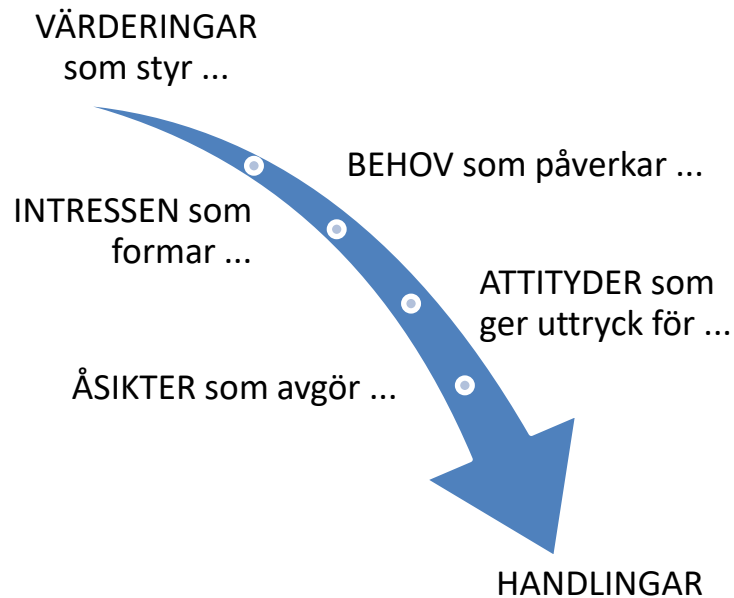 VÄRDERINGAR
som styr ...
BEHOV som påverkar ...
INTRESSEN som
formar ...
ATTITYDER som
ger uttryck för ...
ÅSIKTER som avgör ...
HANDLINGAR